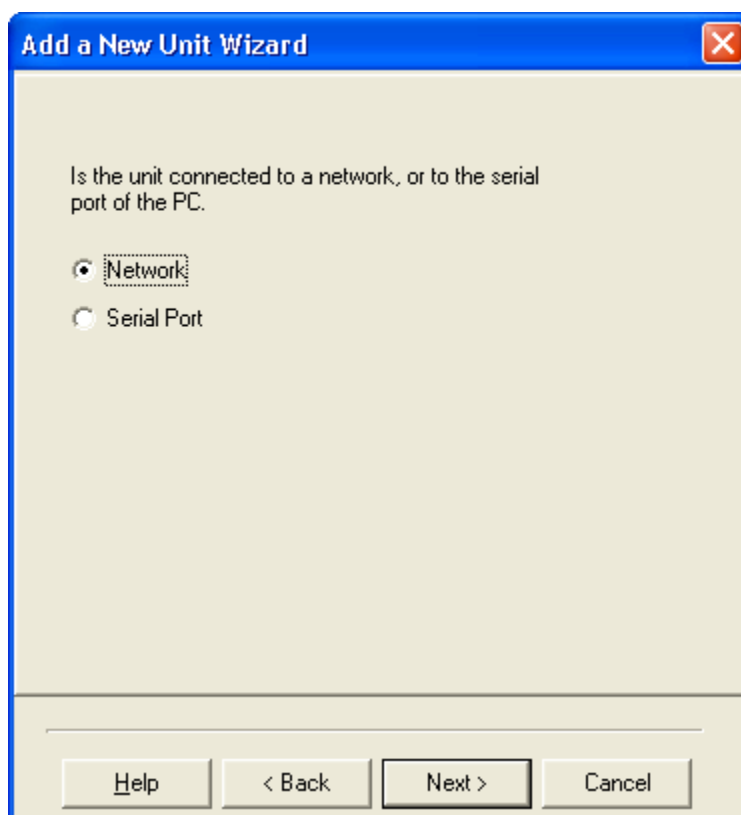 Add a New Unit Wizard
Is the unit connected to a network, or to the serial
port of the PC.
Network
Serial Port
Help
< Back
Next >
Cancel